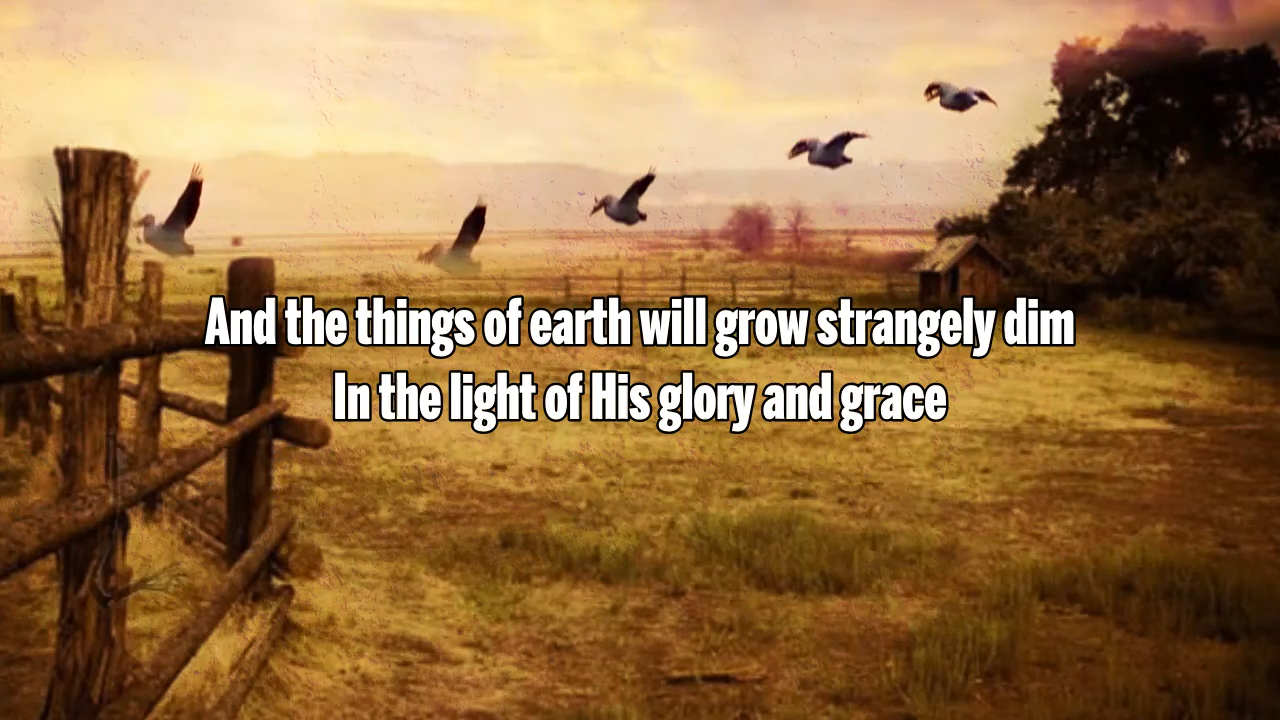 And the things of earth will grow strangely dim
In the light of His glory and grace